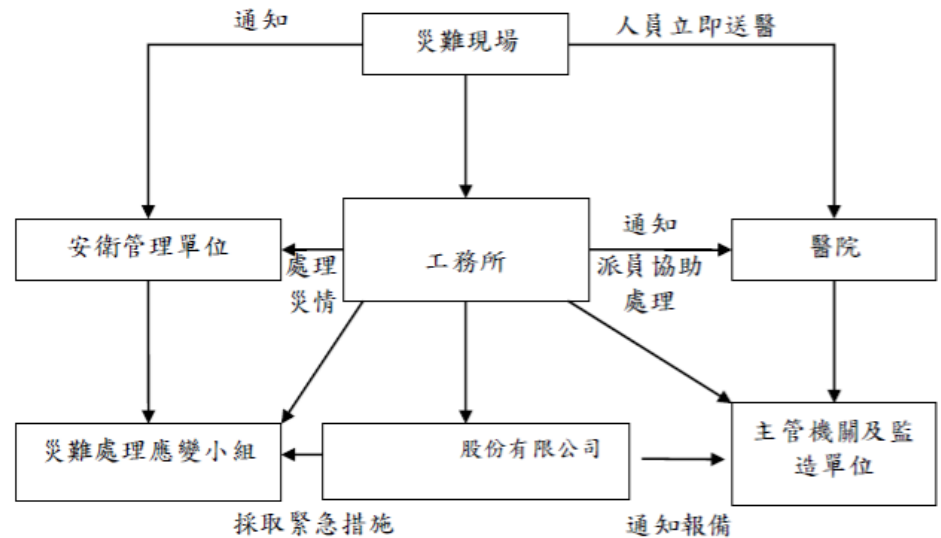 通知
災難現場
人員立即送醫
安衛管理單位
處理
災情
工務所
通知
派員協助
處理
醫院
災難處理應變小組
股份有限公司
主管機關及監
造單位
採取緊急措施
通知報備